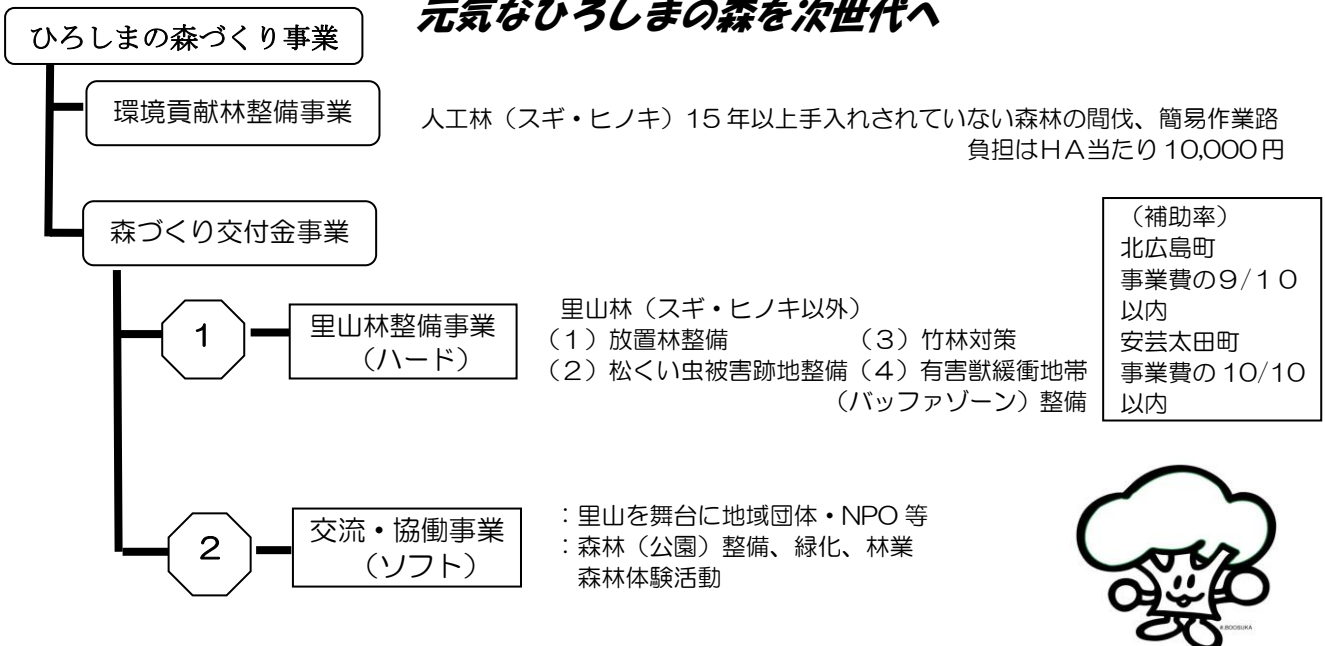 元気なひろしまの森を次世代へ
ひろしまの森づくり事業
環境貢献林整備事業
人工林（スギ・ヒノキ）15年以上手入れされていない森林の間伐、簡易作業路
負担はＨＡ当たり10,000円
森づくり交付金事業
（補助率）
北広島町
事業費の９/１０
以内
安芸太田町
事業費の10/10
以内
1
里山林整備事業
（ハード）
里山林（スギ・ヒノキ以外）
（１）放置林整備　（３）竹林対策
（２）松くい虫被害跡地整備（４）有害獣緩衝地帯
（バッファゾーン）整備
2
交流・協働事業
（ソフト）
：里山を舞台に地域団体・NPO等
：森林（公園）整備、緑化、林業
森林体験活動